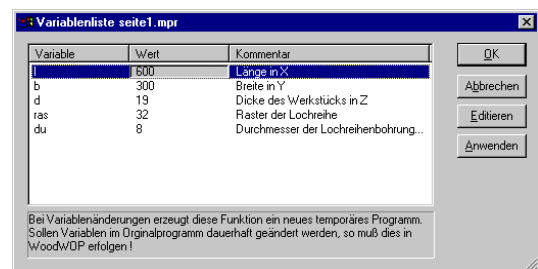 Variablenliste seite1.mpr
Variable Wert Kommentar
l 600 Länge in X
b 300 Breite in Y
d 19 Dicke des Werkstücks in Z
ras 32 Raster der Lochreihe
du 8 Durchmesser der Lochreihenbohrung...
OK
Abbrechen
Editieren
Anwenden
Bei Variablenänderungen erzeugt diese Funktion ein neues temporäres Programm.
Sollen Variablen im Orginalprogramm dauerhaft geändert werden, so muß dies in
WoodWOP erfolgen !